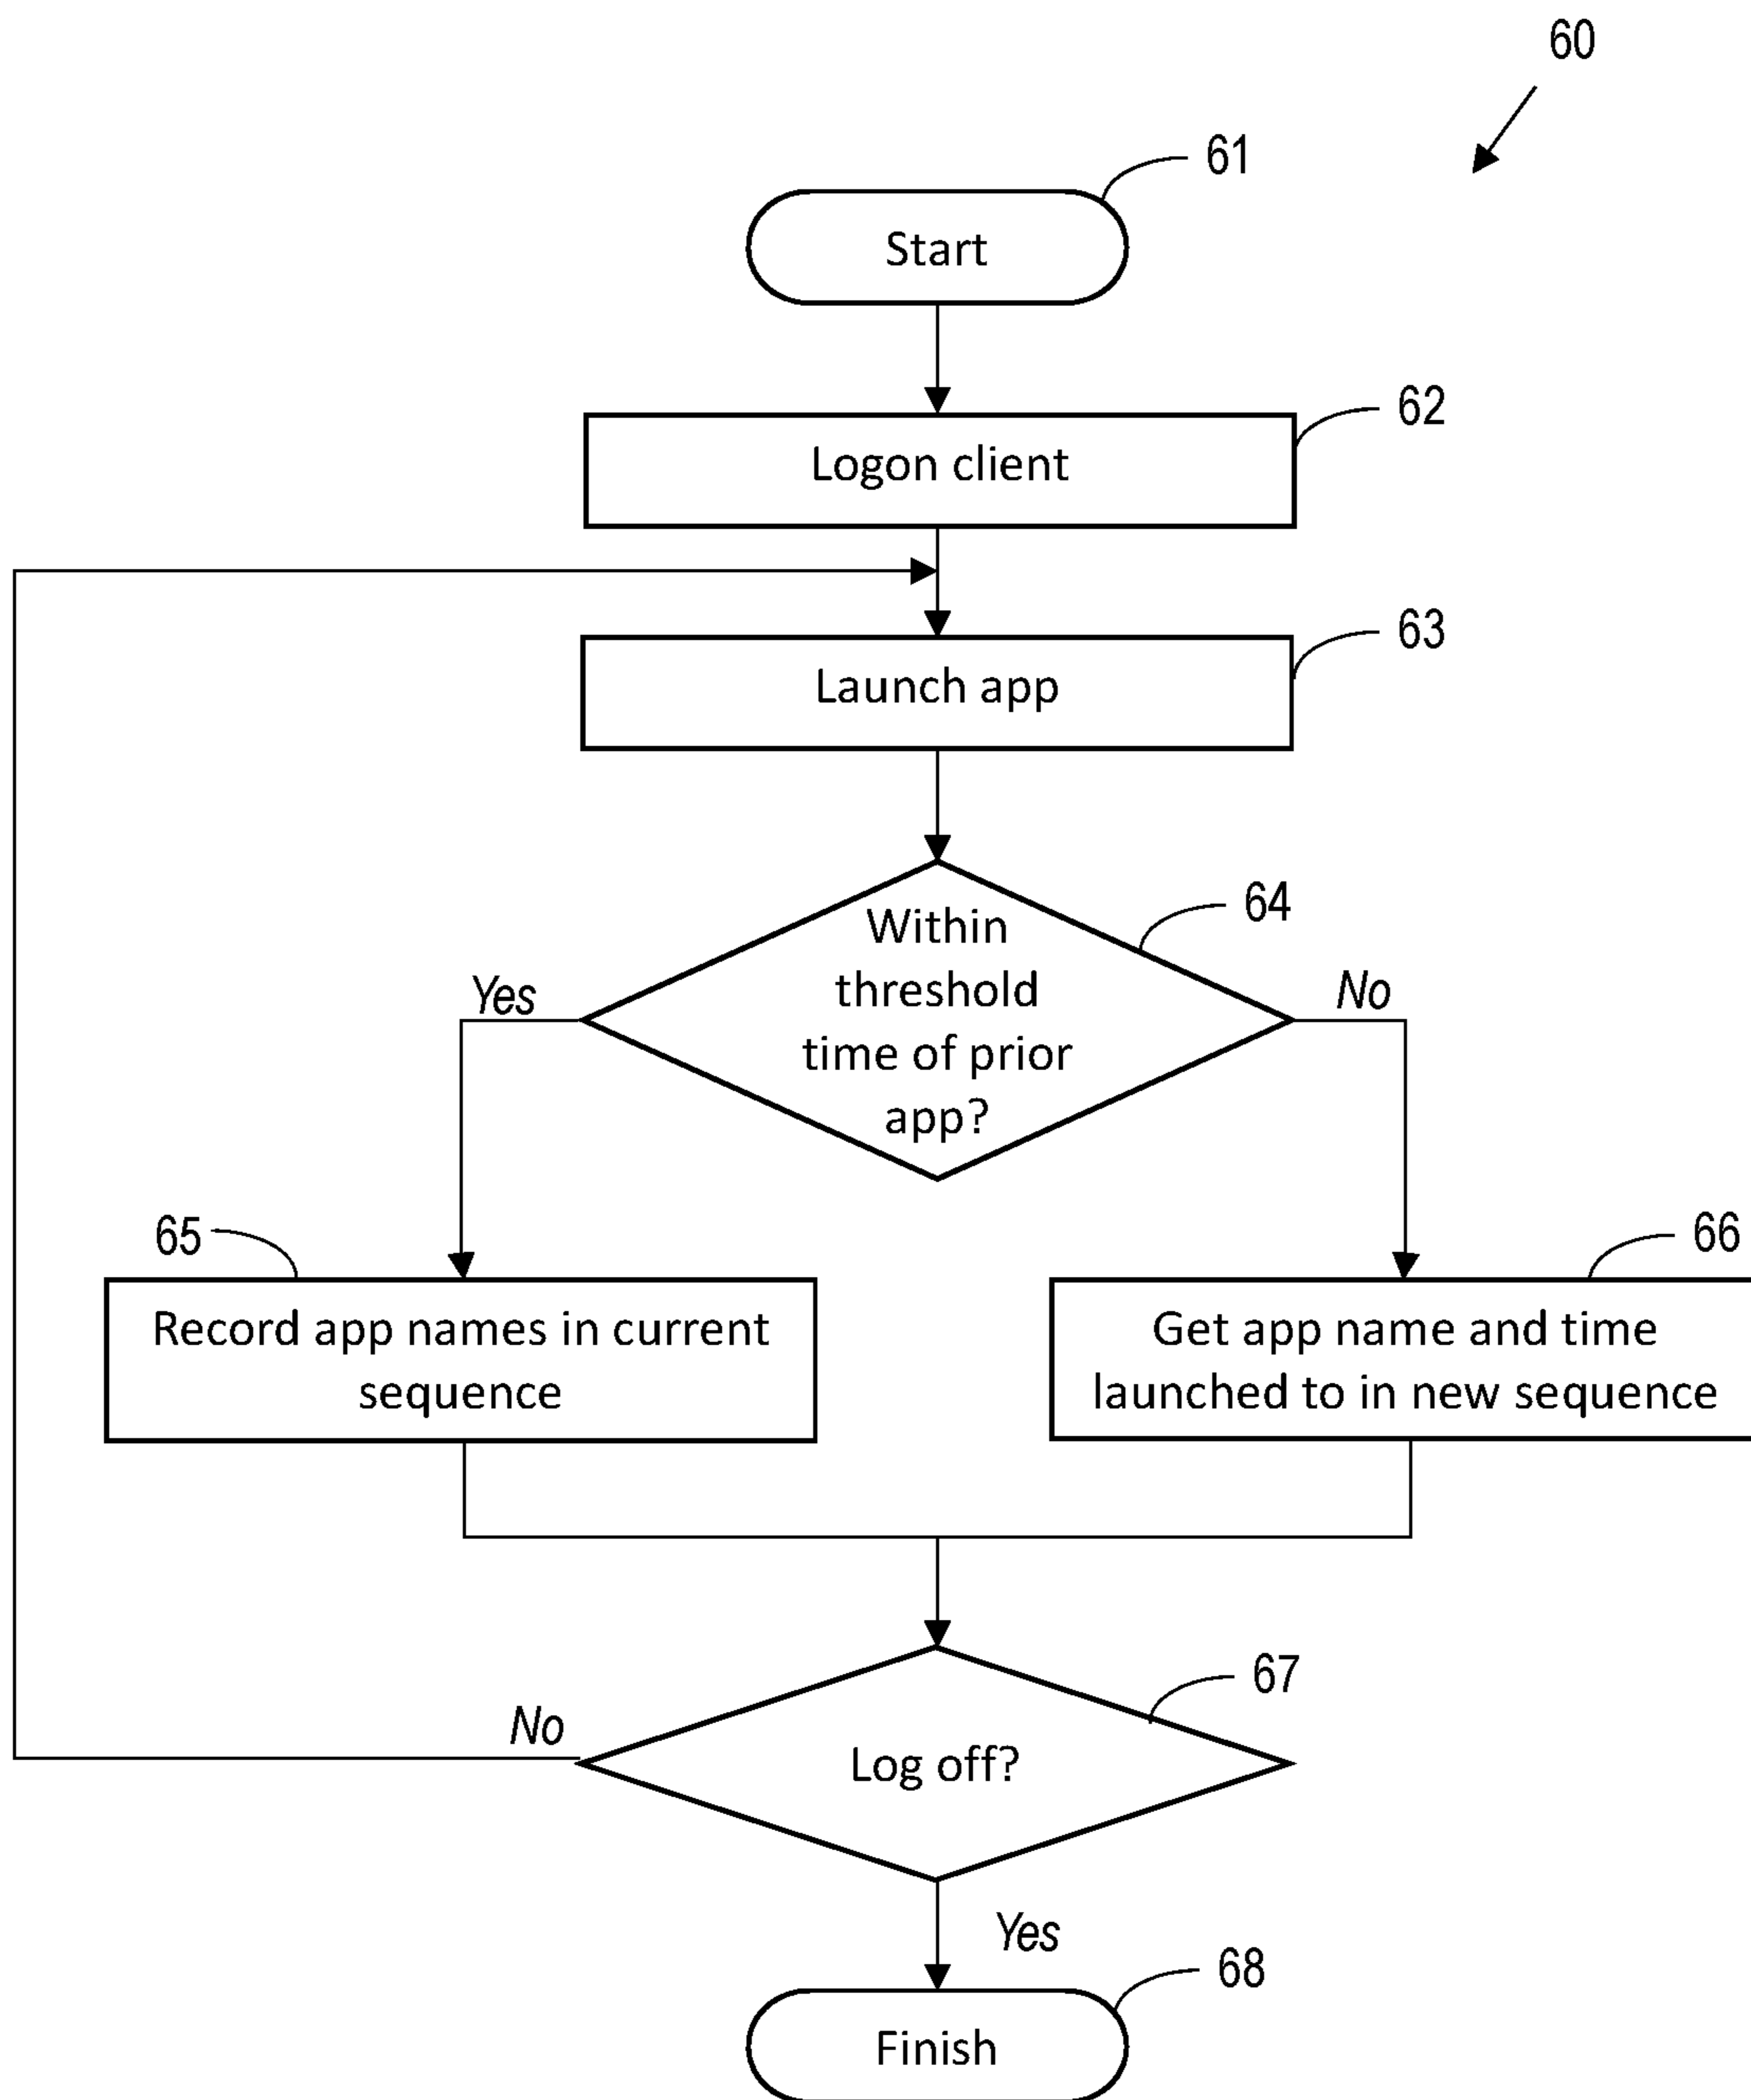 60
61
Start
62
Logon client
63
Launch app
64
Within
threshold
time of prior
app?
Yes
No
65
66
Record app names in current
sequence
Get app name and time
launched to in new sequence
67
No
Log off?
Yes
68
Finish